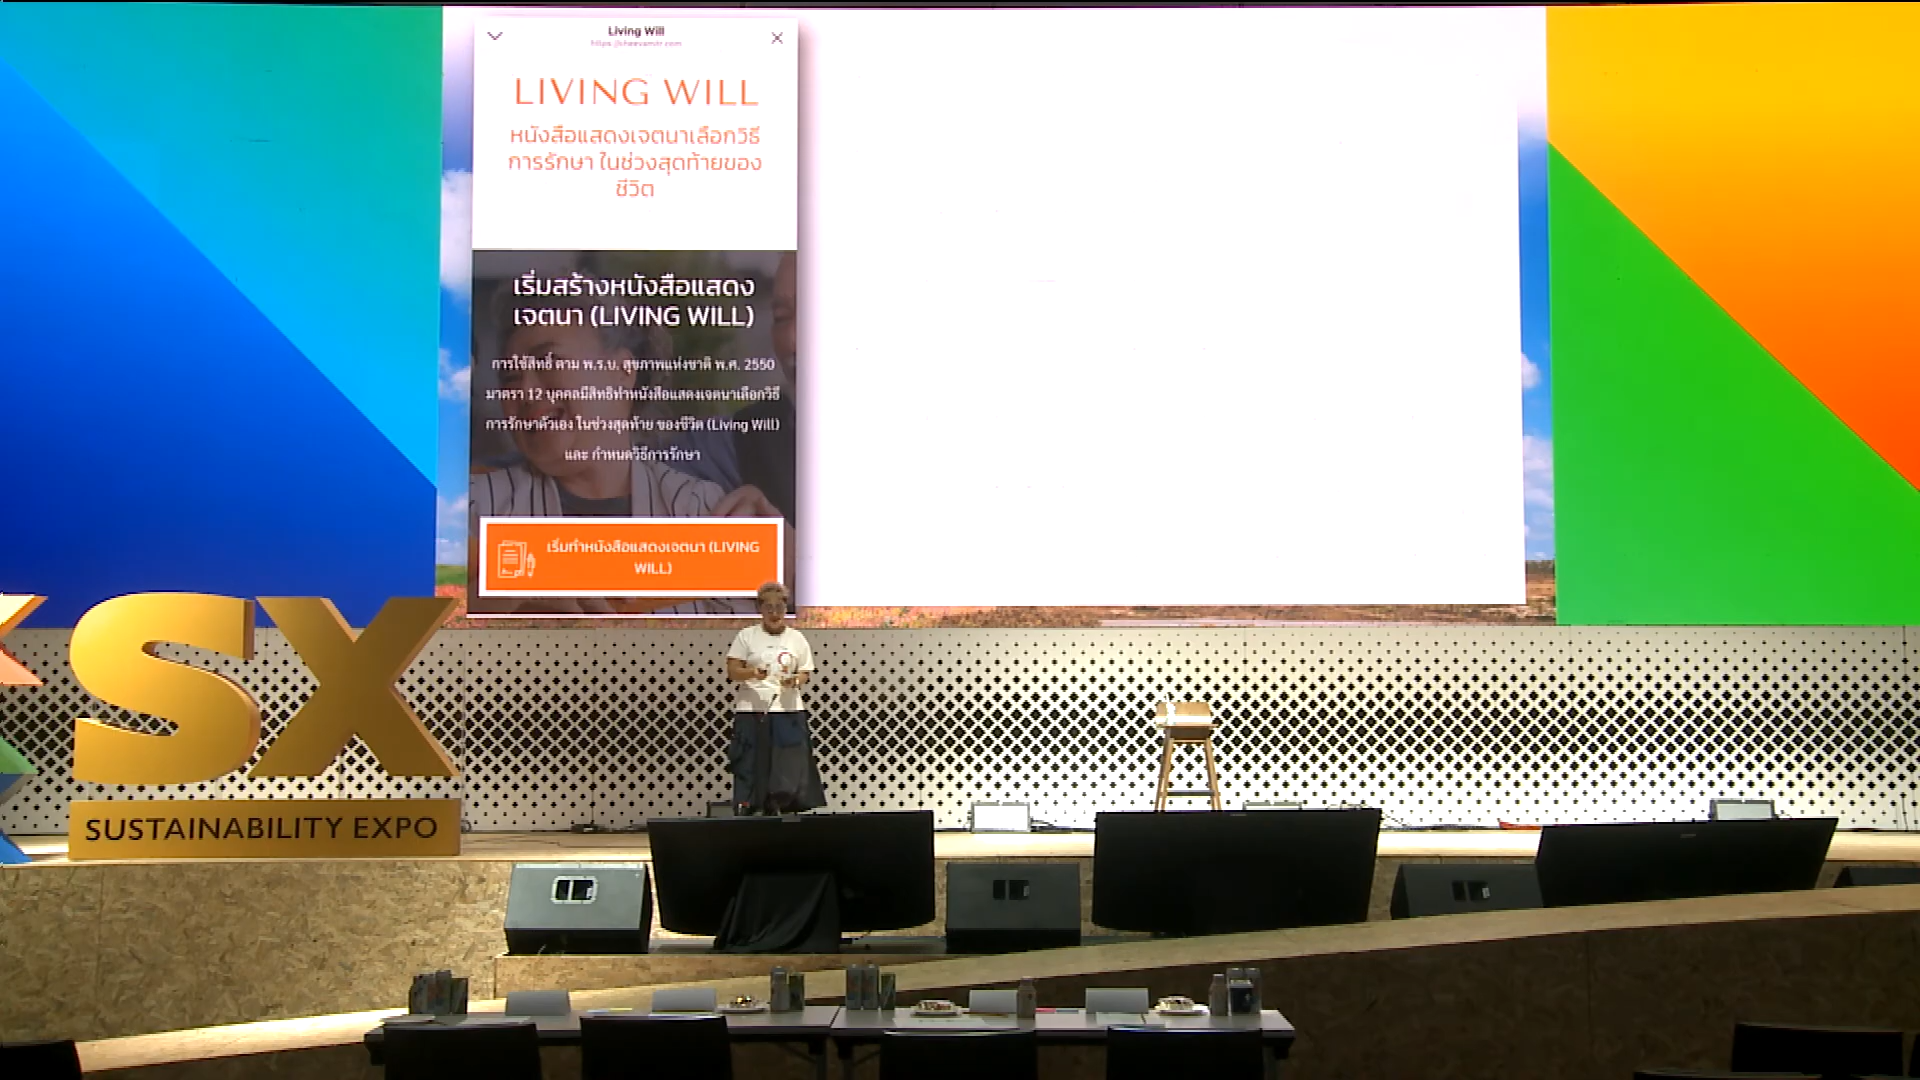 Living Will
https://cheevamitr.com
LIVING WILL
หนังสือแสดงเจตนาเลือกวิธี
การรักษา ในช่วงสุดท้ายของ
ชีวิต
เริ่มสร้างหนังสือแสดง
เจตนา (LIVING WILL)
การใช้สิทธิ์ ตาม พ.ร.บ. สุขภาพแห่งชาติ พ.ศ. 2550
มาตรา 12 บุคคลมีสิทธิทำหนังสือแสดงเจตนาเลือกวิธี
การรักษาตัวเอง ในช่วงสุดท้าย ของชีวิต (Living Will)
และ กำหนดวิธีการรักษา
เริ่มทำหนังสือแสดงเจตนา (LIVING
WILL)
SX
SUSTAINABILITY EXPO